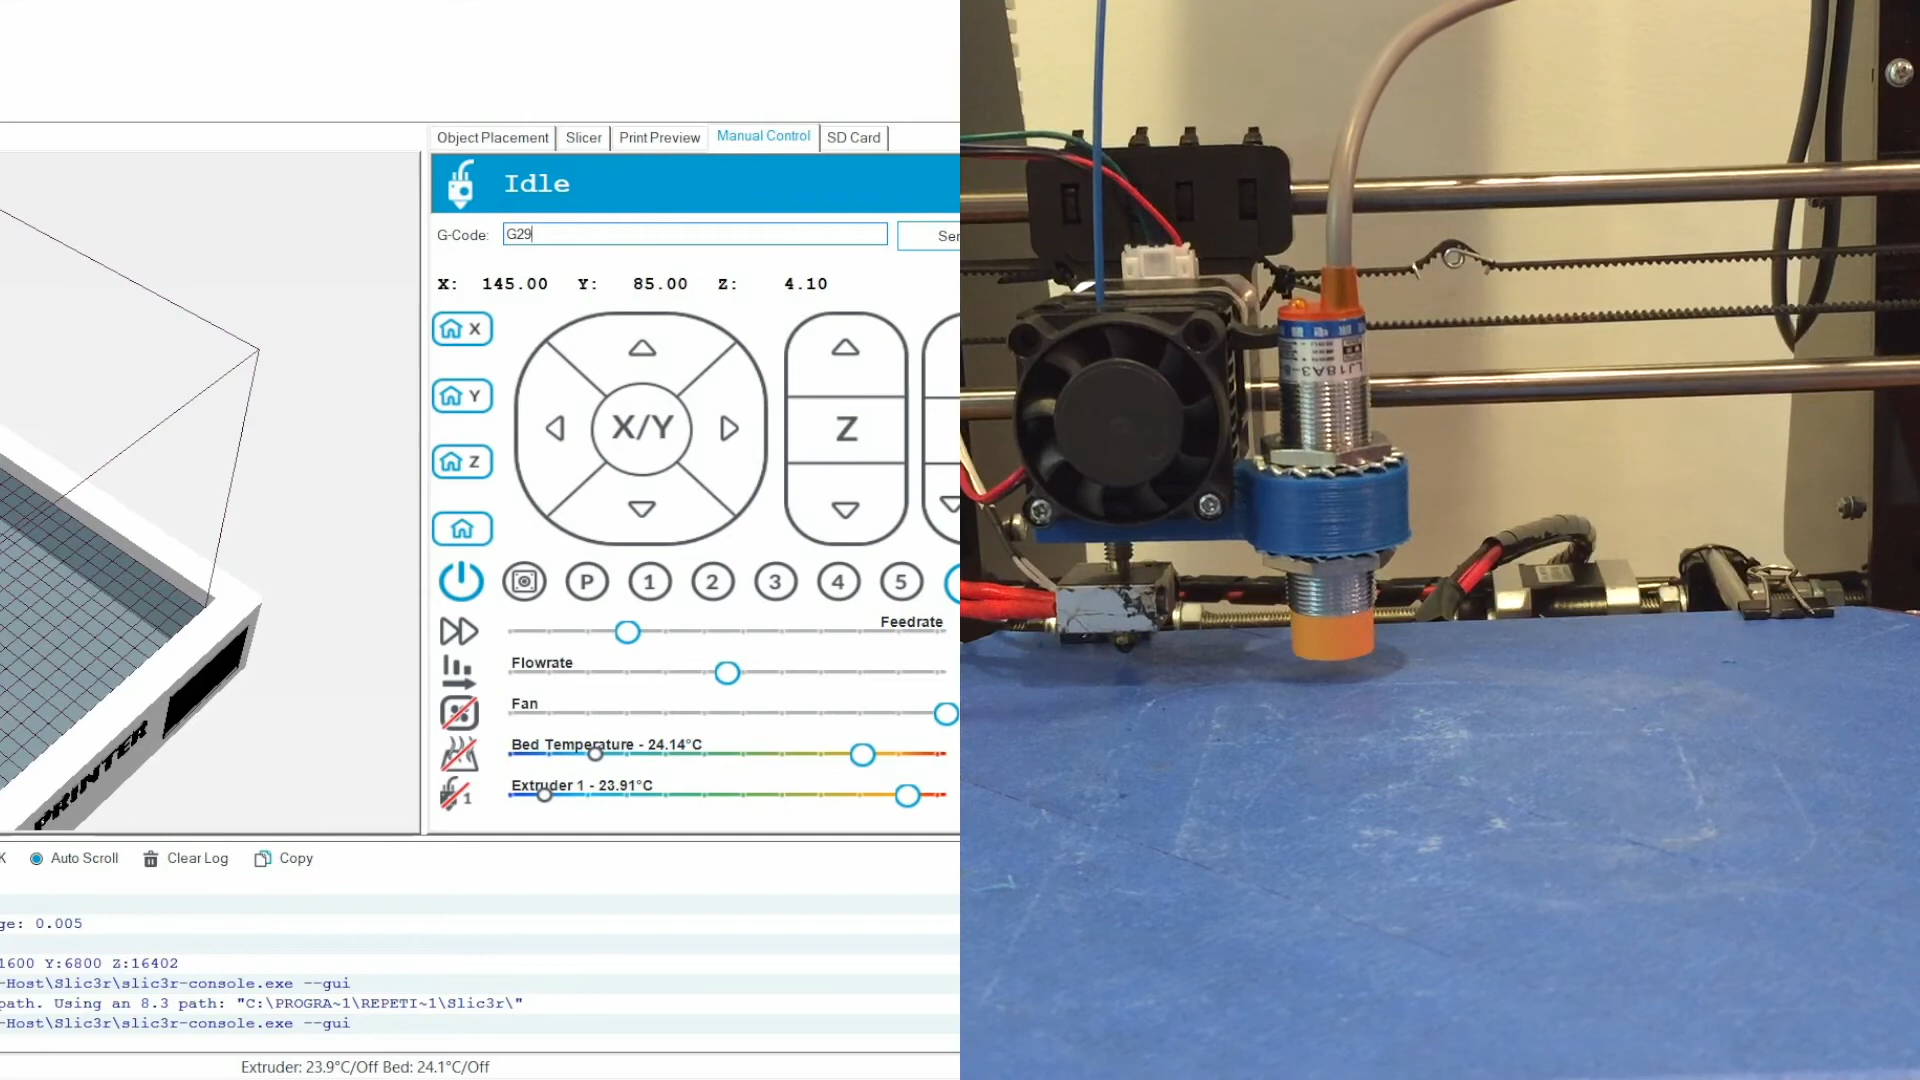 Object Placement Slicer Print Preview Manual Control SD Card
Idle
G-Code: G29
X: 145.00 Y: 85.00 Z: 4.10
X
Y
X/Y
Z
Z
P 1 2 3 4 5
Feedrate
Flowrate
Fan
Bed Temperature - 24.14°C
Extruder 1 - 23.91°C
1
PRINTER
Auto Scroll Clear Log Copy
ge: 0.005
1600 Y:6800 Z:16402
-Host\Slic3r\slic3r-console.exe --gui
path. Using an 8.3 path: "C:\PROGRA~1\REPETI~1\Slic3r\"
-Host\Slic3r\slic3r-console.exe --gui
Extruder: 23.9°C/Off Bed: 24.1°C/Off
LJ18A3-8